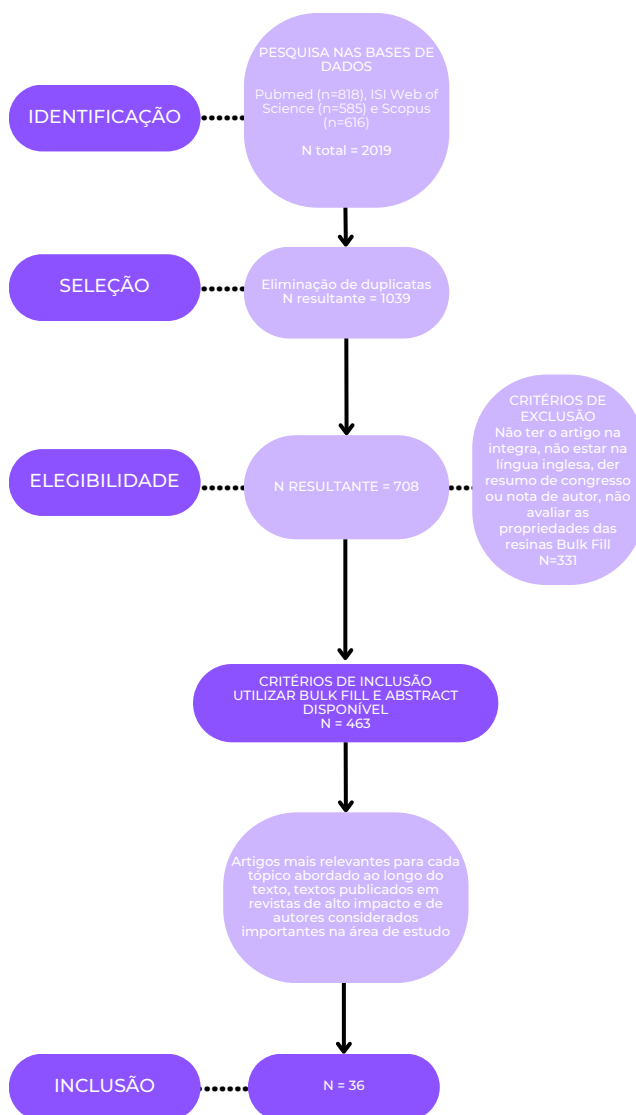 IDENTIFICAÇÃO
PESQUISA NAS BASES DE
DADOS
Pubmed (n=818), ISI Web of
Science (n=585) e Scopus
(n=616)
N total = 2019
SELEÇÃO
Eliminação de duplicatas
N resultante = 1039
ELEGIBILIDADE
N RESULTANTE = 708
CRITÉRIOS DE
EXCLUSÃO
Não ter o artigo na
integra, não estar na
língua inglesa, der
resumo de congresso
ou nota de autor, não
avaliar as
propriedades das
resinas Bulk Fill
N=331
CRITÉRIOS DE INCLUSÃO
UTILIZAR BULK FILL E ABSTRACT
DISPONÍVEL
N = 463
Artigos mais relevantes para cada
tópico abordado ao longo do
texto, textos publicados em
revistas de alto impacto e de
autores considerados
importantes na área de estudo
INCLUSÃO
N = 36